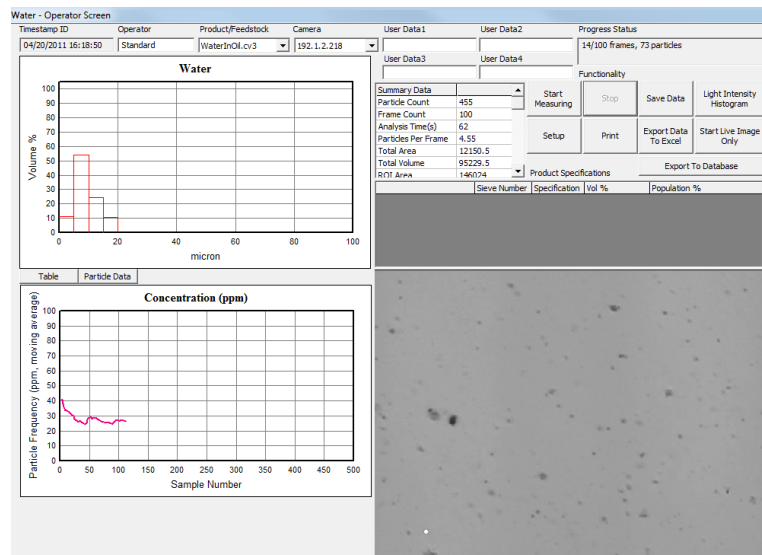 Water - Operator Screen
Timestamp ID Operator Product/Feedstock Camera User Data1 User Data2 Progress Status
04/20/2011 16:18:50 Standard WaterInOil.cv3 192.1.2.218 14/100 frames, 73 particles
User Data3 User Data4
Functionality
Water
Volume %
100
90
80
70
60
50
40
30
20
10
0
0 20 40 60 80 100
micron
Summary Data
Particle Count 455
Frame Count 100
Analysis Time(s) 62
Particles Per Frame 4.55
Total Area 12150.5
Total Volume 95229.5
ROI Area 146024
Start Measuring
Stop
Save Data
Light Intensity Histogram
Setup
Print
Export Data To Excel
Start Live Image Only
Product Specifications
Export To Database
Sieve Number Specification Vol % Population %
Table Particle Data
Concentration (ppm)
Particle Frequency (ppm, moving average)
100
90
80
70
60
50
40
30
20
10
0
0 50 100 150 200 250 300 350 400 450 500
Sample Number